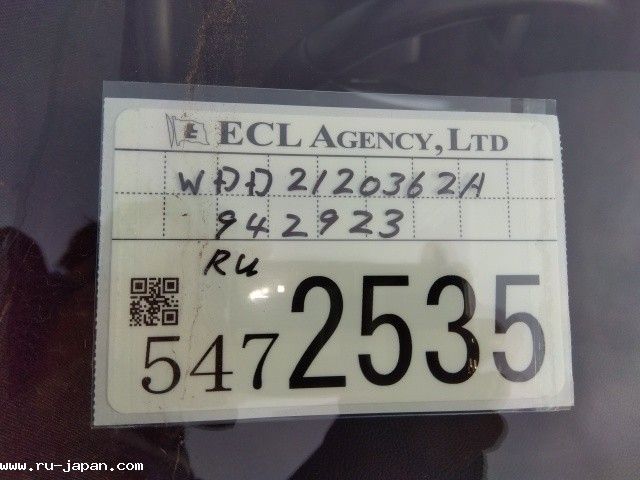 E ECL AGENCY, LTD
WDD2120362A
942923
RU
5472535
www.ru-japan.com